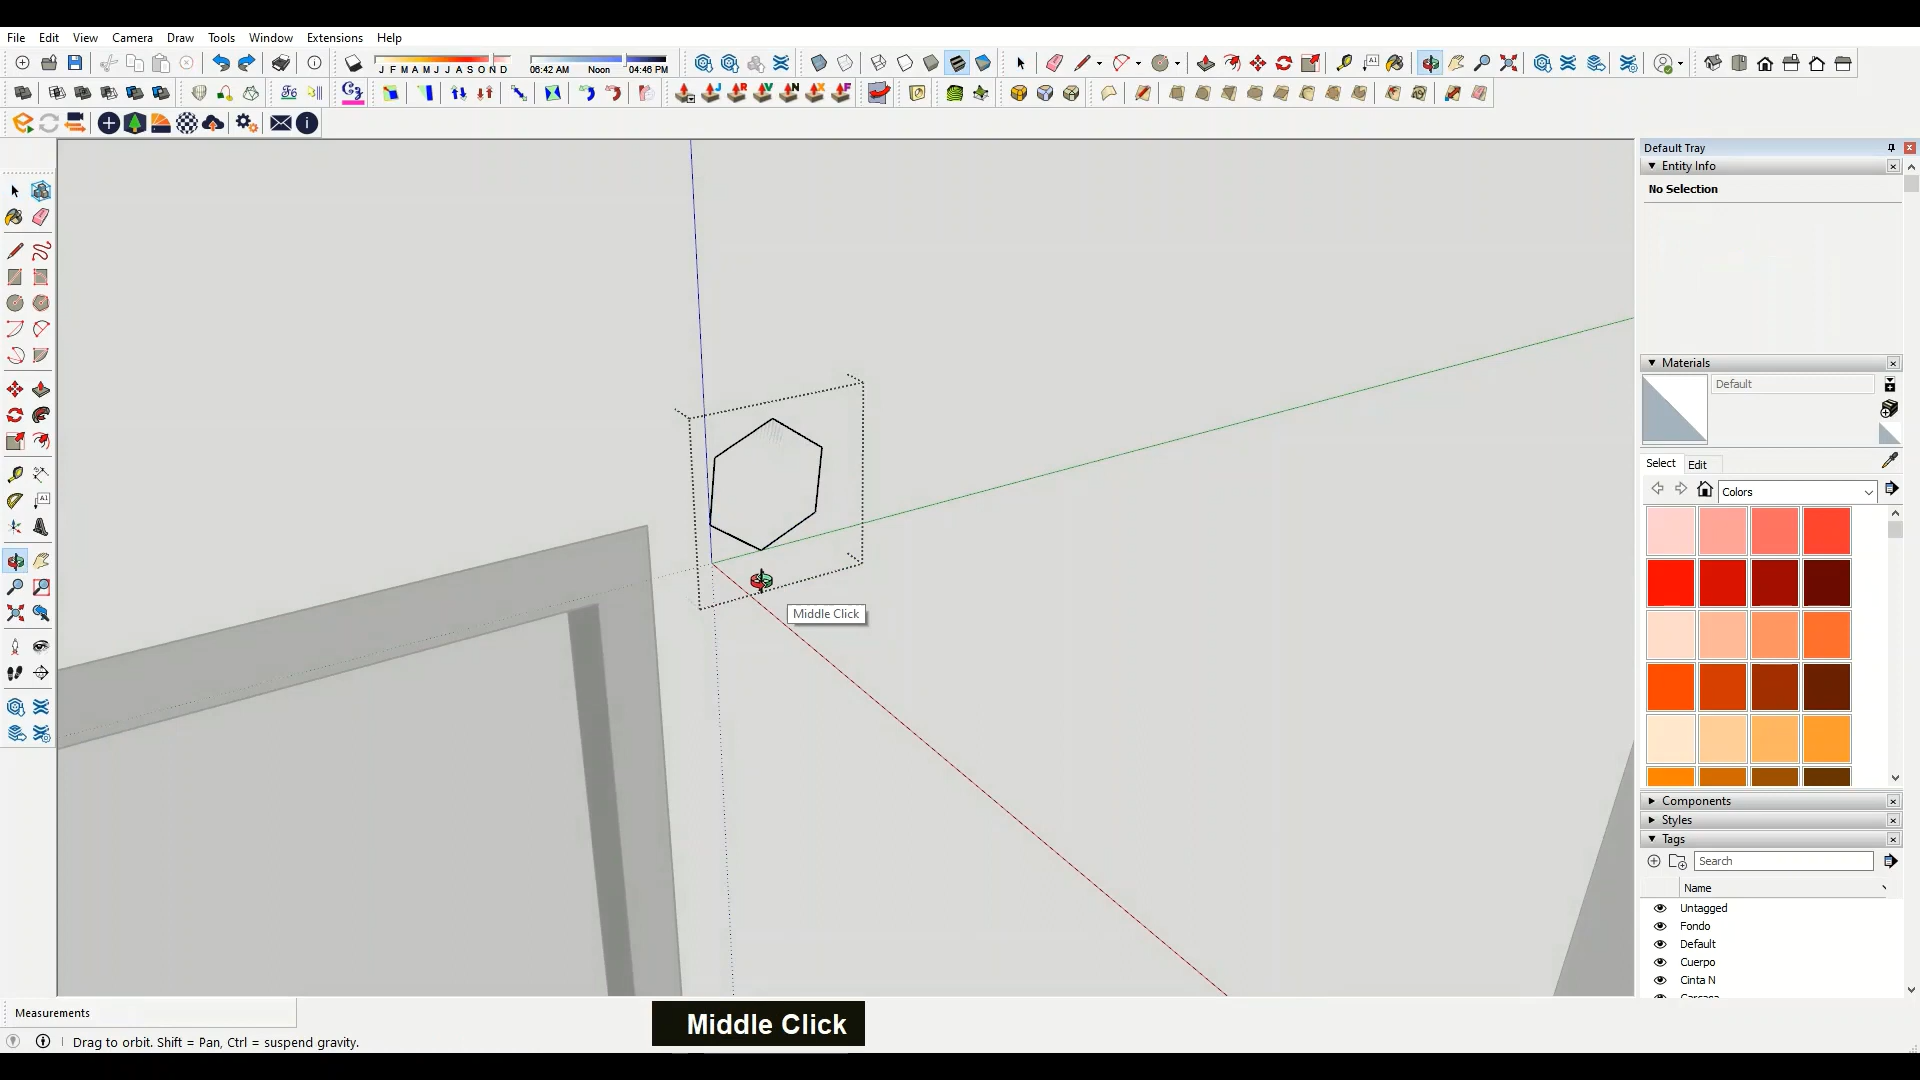 File Edit View Camera Draw Tools Window Extensions Help
J F M A M J J A S O N D 06:42 AM Noon 04:46 PM
Default Tray
Entity Info
No Selection
Materials
Default
Select Edit
Colors
Components
Styles
Tags
Search
Name
Untagged
Fondo
Default
Cuerpo
Cinta N
Carcasa
Middle Click
Measurements
Middle Click
Drag to orbit. Shift = Pan, Ctrl = suspend gravity.